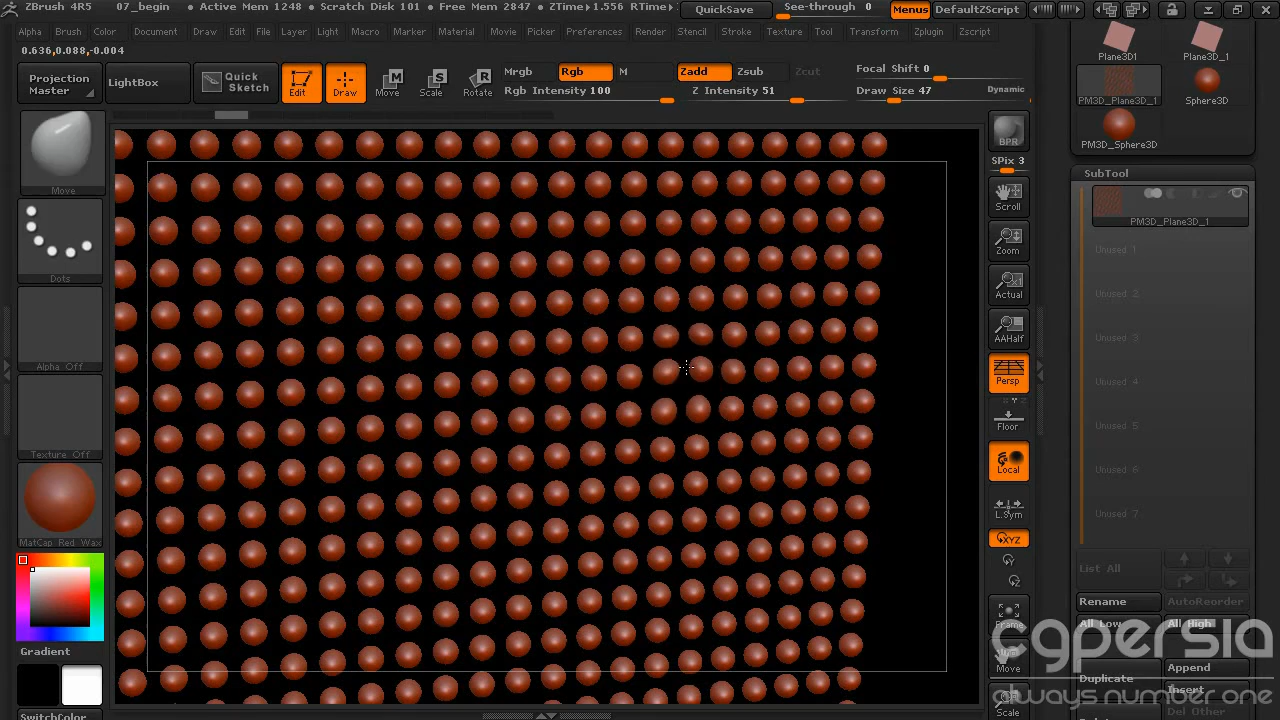 ZBrush 4R5 07_begin • Active Mem 1248 • Scratch Disk 101 • Free Mem 2847 • ZTime▸1.556 RTime▸ QuickSave See-through 0 Menus DefaultZScript
Alpha Brush Color Document Draw Edit File Layer Light Macro Marker Material Movie Picker Preferences Render Stencil Stroke Texture Tool Transform Zplugin Zscript
0.636,0.088,-0.004
Projection Master
LightBox
Quick Sketch
Edit
Draw
Move
Scale
Rotate
Mrgb Rgb M
Rgb Intensity 100
Zadd Zsub Zcut
Z Intensity 51
Focal Shift 0
Draw Size 47
Dynamic
Move
Dots
Alpha Off
Texture Off
MatCap Red Wax
Gradient
SwitchColor
BPR
SPix 3
Scroll
Zoom
Actual
AAHalf
Persp
Floor
Local
L.Sym
XYZ
Y
Z
Frame
Move
Scale
Plane3D1
Plane3D_1
PM3D_Plane3D_1
Sphere3D
PM3D_Sphere3D
SubTool
PM3D_Plane3D_1
Unused 1
Unused 2
Unused 3
Unused 4
Unused 5
Unused 6
Unused 7
List All
Rename AutoReorder
All Low All High
Duplicate
Append
Insert
Del Other
cgpersia
always number one